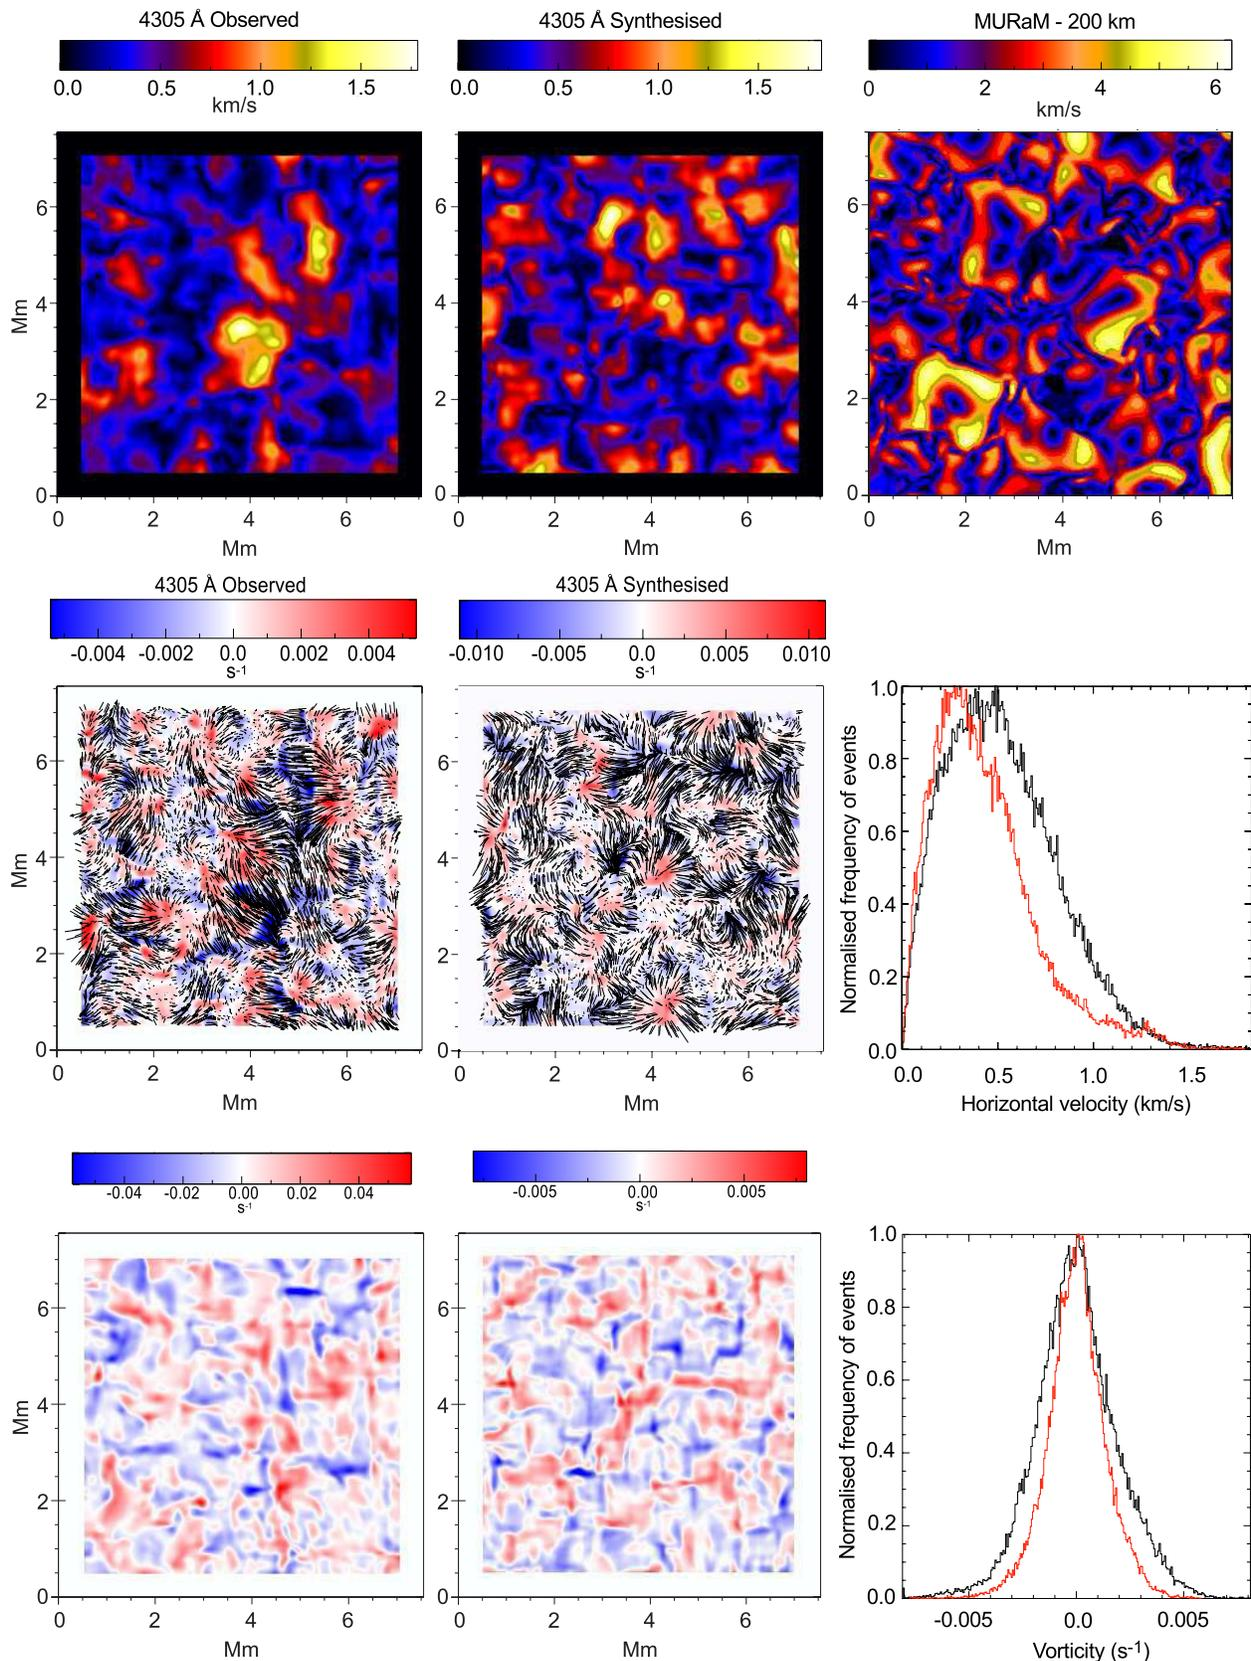 4305 Å Observed
4305 Å Synthesised
MURaM - 200 km
0.0 0.5 1.0 1.5
km/s
0.0 0.5 1.0 1.5
0 2 4 6
km/s
Mm
6
4
2
0
0 2 4 6
Mm
6
4
2
0
0 2 4 6
Mm
6
4
2
0
0 2 4 6
Mm
4305 Å Observed
4305 Å Synthesised
-0.004 -0.002 0.0 0.002 0.004
s-1
-0.010 -0.005 0.0 0.005 0.010
s-1
Mm
6
4
2
0
0 2 4 6
Mm
6
4
2
0
0 2 4 6
Mm
Normalised frequency of events
1.0
0.8
0.6
0.4
0.2
0.0
0.0 0.5 1.0 1.5
Horizontal velocity (km/s)
-0.04 -0.02 0.00 0.02 0.04
s-1
-0.005 0.00 0.005
s-1
Mm
6
4
2
0
0 2 4 6
Mm
6
4
2
0
0 2 4 6
Mm
Normalised frequency of events
1.0
0.8
0.6
0.4
0.2
0.0
-0.005 0.0 0.005
Vorticity (s-1)